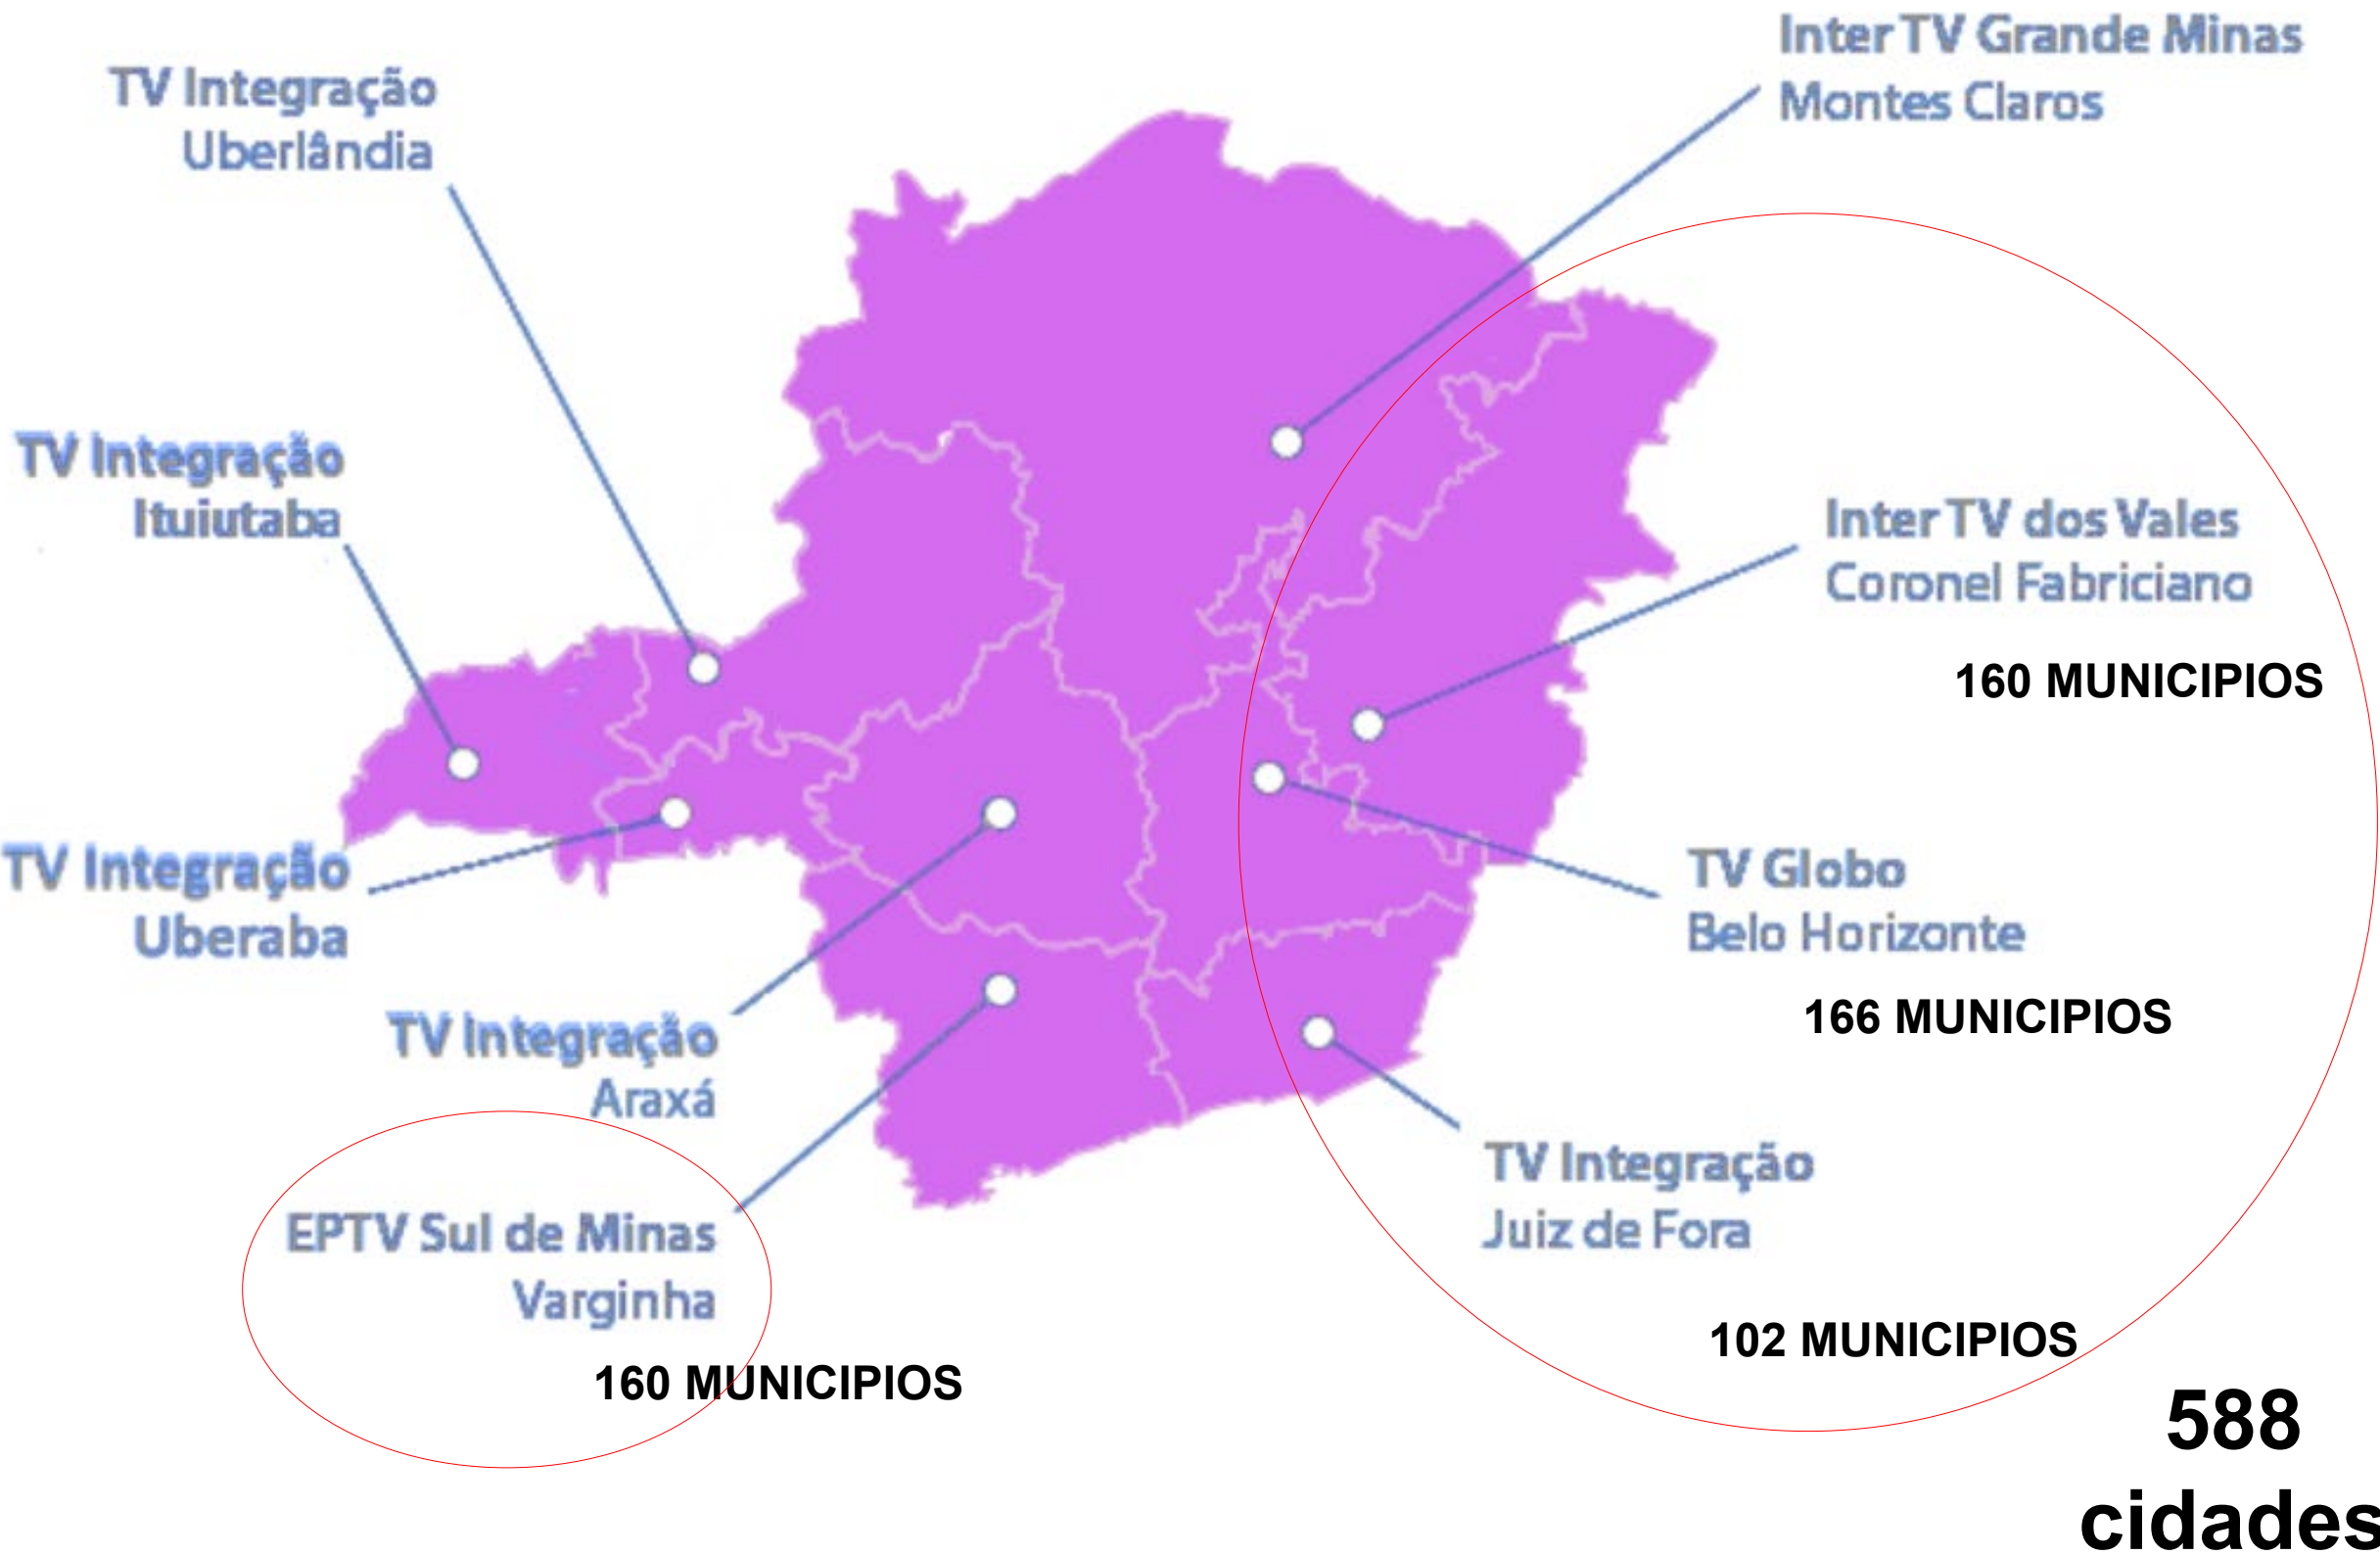 Inter TV Grande Minas
Montes Claros
TV Integração
Uberlândia
TV Integração
Ituiutaba
Inter TV dos Vales
Coronel Fabriciano
160 MUNICIPIOS
TV Integração
Uberaba
TV Globo
Belo Horizonte
166 MUNICIPIOS
TV Integração
Araxá
TV Integração
Juiz de Fora
EPTV Sul de Minas
Varginha
102 MUNICIPIOS
160 MUNICIPIOS
588
cidades